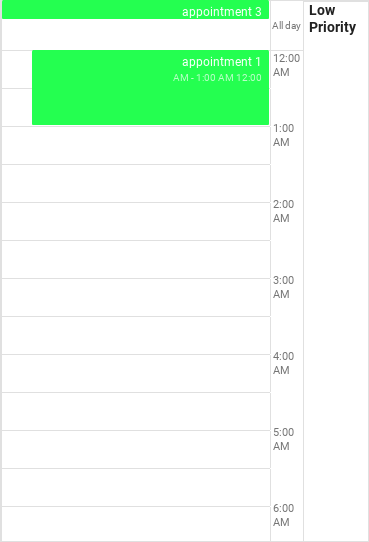 appointment 3
All day
Low
Priority
appointment 1
AM - 1:00 AM 12:00
12:00
AM
1:00
AM
2:00
AM
3:00
AM
4:00
AM
5:00
AM
6:00
AM